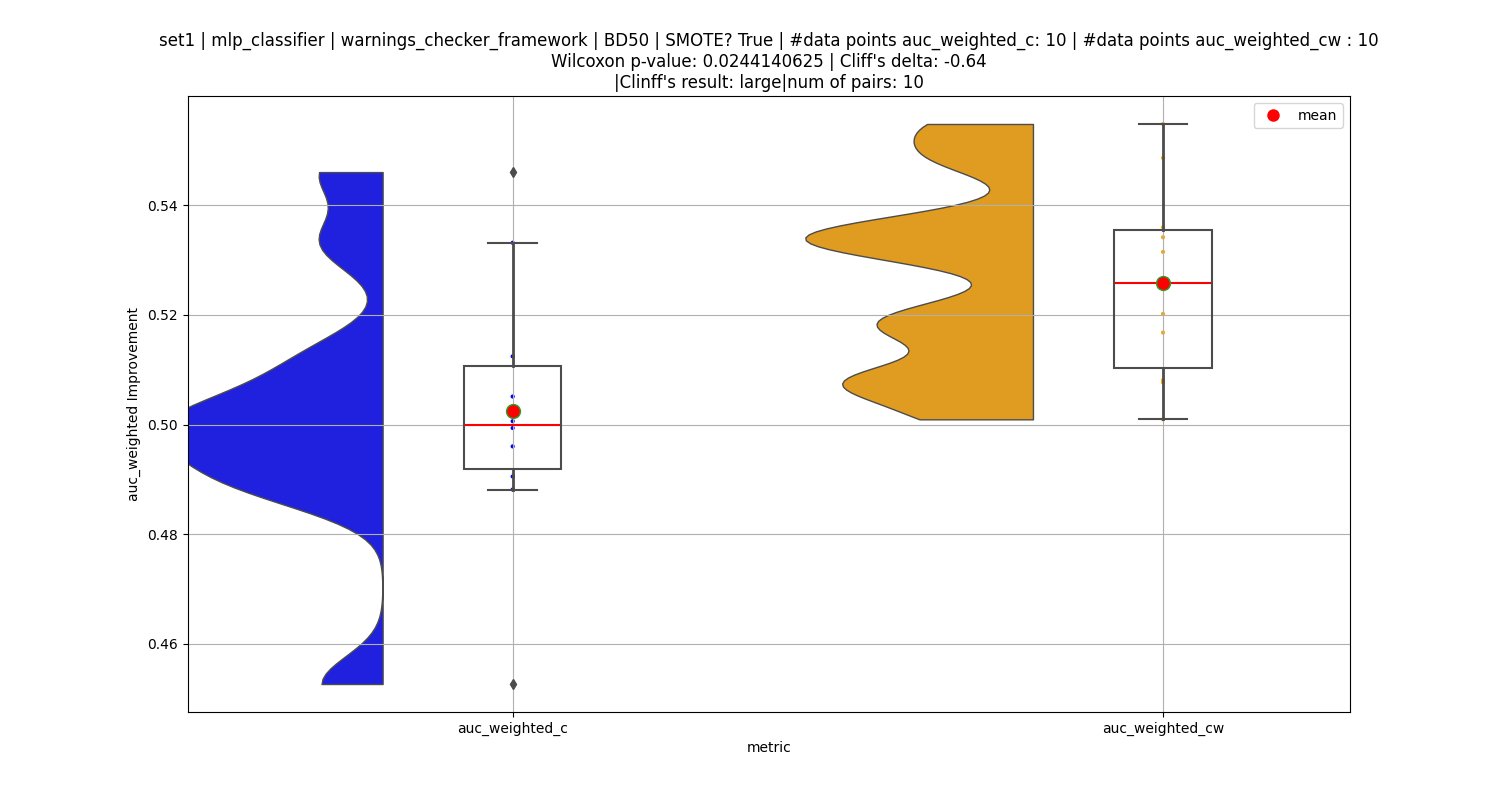 set1 | mlp_classifier | warnings_checker_framework | BD50 | SMOTE? True | #data points auc_weighted_c: 10 | #data points auc_weighted_cw : 10
Wilcoxon p-value: 0.0244140625 | Cliff's delta: -0.64
|Clinff's result: large|num of pairs: 10
mean
0.54
0.52
0.50
0.48
0.46
auc_weighted Improvement
auc_weighted_c
auc_weighted_cw
metric